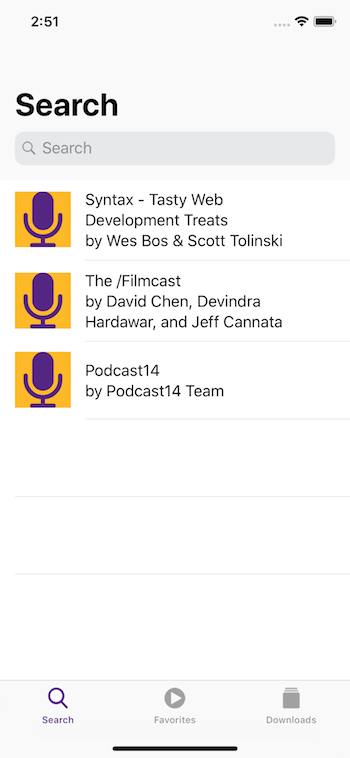 2:51
Search
Search
Syntax - Tasty Web
Development Treats
by Wes Bos & Scott Tolinski
The /Filmcast
by David Chen, Devindra
Hardawar, and Jeff Cannata
Podcast14
by Podcast14 Team
Search
Favorites
Downloads